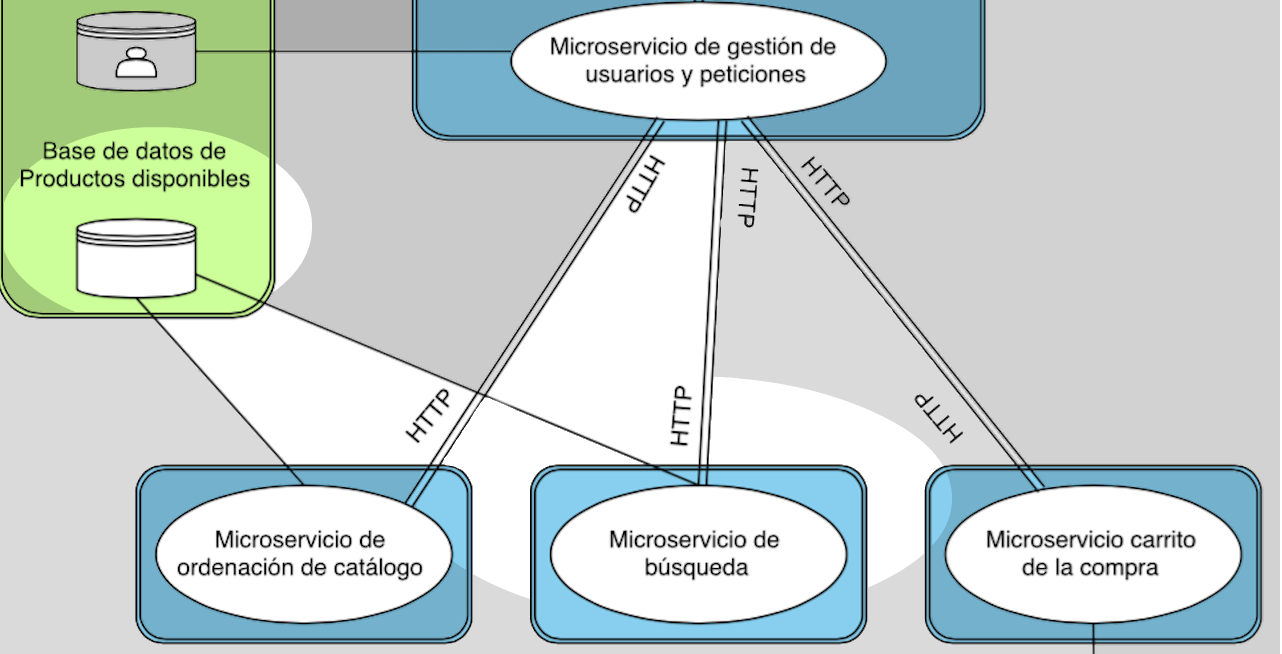 Microservicio de gestión de
usuarios y peticiones
Base de datos de
Productos disponibles
HTTP
HTTP
HTTP
HTTP
HTTP
HTTP
Microservicio de
ordenación de catálogo
Microservicio de
búsqueda
Microservicio carrito
de la compra